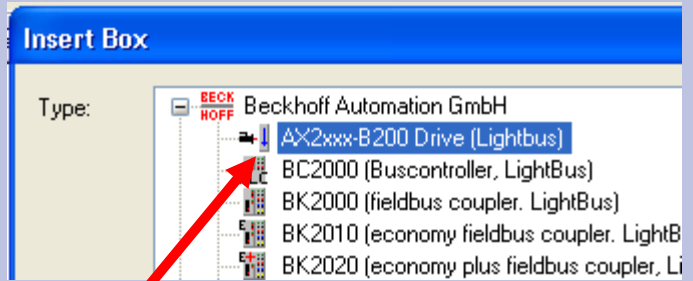 Insert Box
Type:
BECK
HOFF
Beckhoff Automation GmbH
AX2xxx-B200 Drive (Lightbus)
BC2000 (Buscontroller, LightBus)
BK2000 (fieldbus coupler. LightBus)
BK2010 (economy fieldbus coupler. LightB
BK2020 (economy plus fieldbus coupler, Li